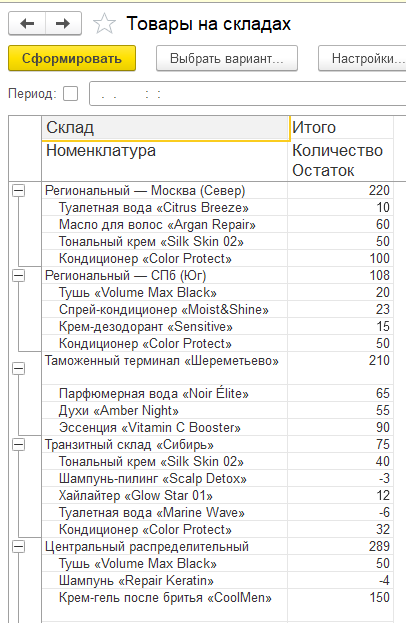 Товары на складах
Сформировать Выбрать вариант... Настройки...
Период: . . : :
Склад Итого
Номенклатура Количество
Остаток
Региональный — Москва (Север) 220
Туалетная вода «Citrus Breeze» 10
Масло для волос «Argan Repair» 60
Тональный крем «Silk Skin 02» 50
Кондиционер «Color Protect» 100
Региональный — СПб (Юг) 108
Тушь «Volume Max Black» 20
Спрей-кондиционер «Moist&Shine» 23
Крем-дезодорант «Sensitive» 15
Кондиционер «Color Protect» 50
Таможенный терминал «Шереметьево» 210
Парфюмерная вода «Noir Élite» 65
Духи «Amber Night» 55
Эссенция «Vitamin C Booster» 90
Транзитный склад «Сибирь» 75
Тональный крем «Silk Skin 02» 40
Шампунь-пилинг «Scalp Detox» -3
Хайлайтер «Glow Star 01» 12
Туалетная вода «Marine Wave» -6
Кондиционер «Color Protect» 32
Центральный распределительный 289
Тушь «Volume Max Black» 50
Шампунь «Repair Keratin» -4
Крем-гель после бритья «CoolMen» 150